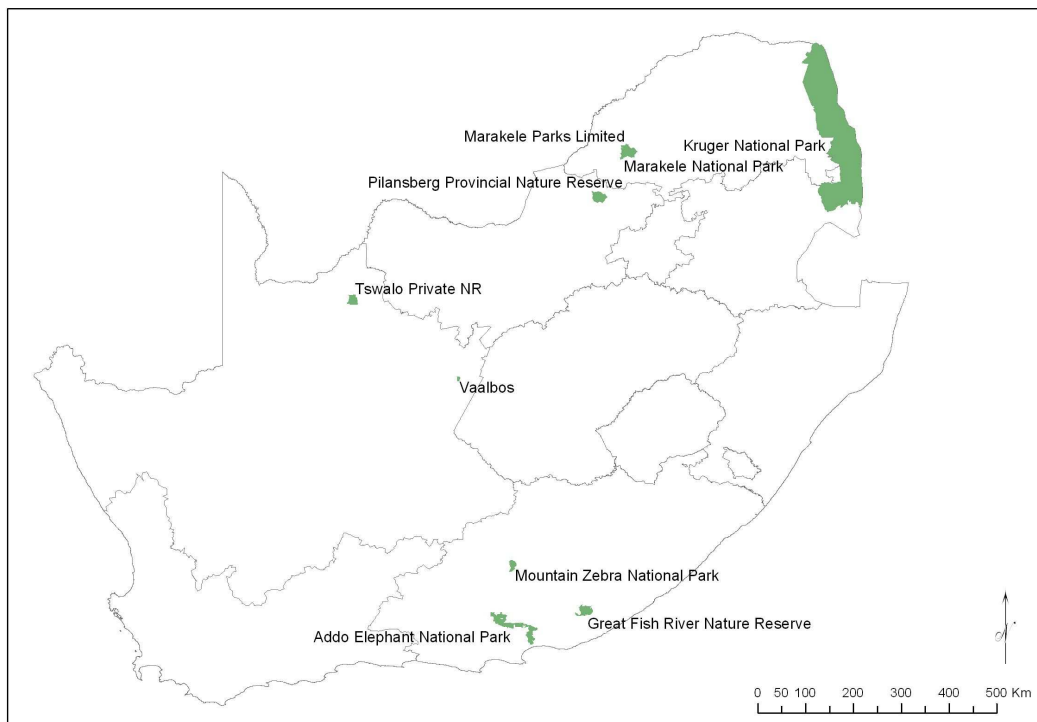 Marakele Parks Limited
Kruger National Park
Marakele National Park
Pilansberg Provincial Nature Reserve
Tswalo Private NR
Vaalbos
Mountain Zebra National Park
Great Fish River Nature Reserve
Addo Elephant National Park
0 50 100 200 300 400 500 Km